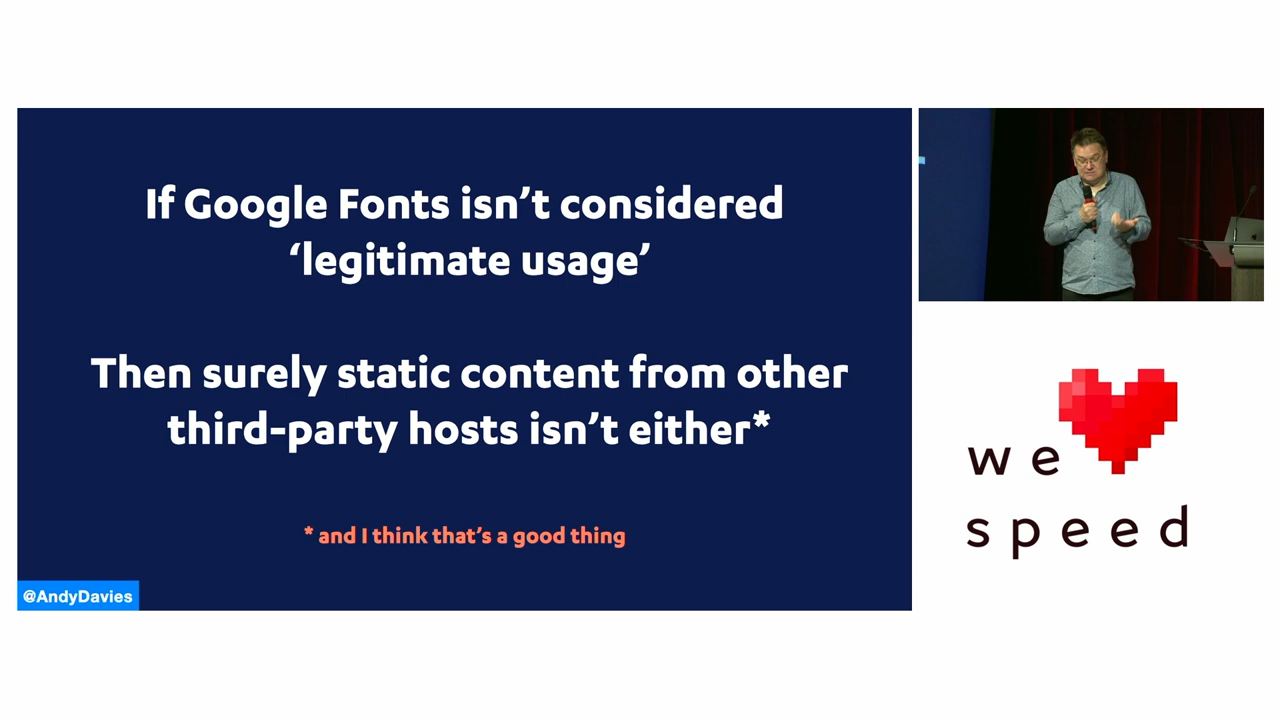 If Google Fonts isn’t considered
‘legitimate usage’
Then surely static content from other
third-party hosts isn’t either*
* and I think that’s a good thing
@AndyDavies
we
speed